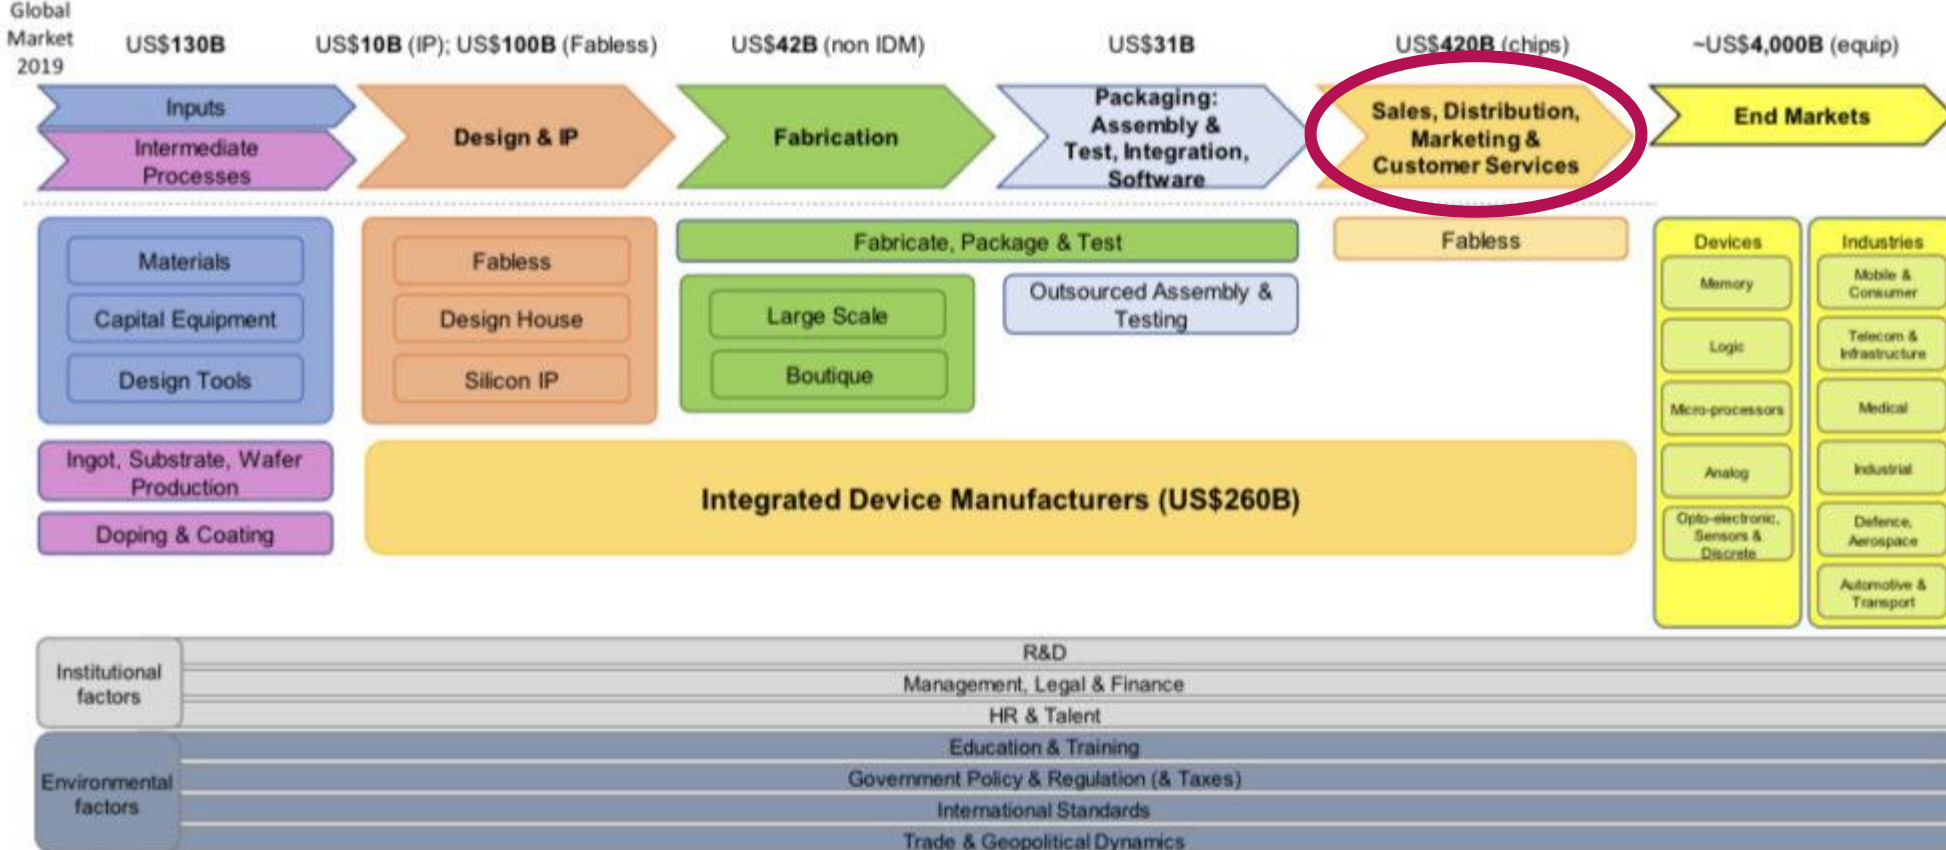 Global
Market
2019
US$130B
US$10B (IP); US$100B (Fabless)
US$42B (non IDM)
US$31B
US$420B (chips)
~US$4,000B (equip)
Inputs
Intermediate
Processes
Design & IP
Fabrication
Packaging:
Assembly &
Test, Integration,
Software
Sales, Distribution,
Marketing &
Customer Services
End Markets
Materials
Capital Equipment
Design Tools
Fabless
Design House
Silicon IP
Fabricate, Package & Test
Large Scale
Boutique
Outsourced Assembly &
Testing
Fabless
Devices
Memory
Logic
Micro-processors
Analog
Opto-electronic,
Sensors &
Discrete
Industries
Mobile &
Consumer
Telecom &
Infrastructure
Medical
Industrial
Defence,
Aerospace
Automotive &
Transport
Ingot, Substrate, Wafer
Production
Doping & Coating
Integrated Device Manufacturers (US$260B)
Institutional
factors
R&D
Management, Legal & Finance
HR & Talent
Environmental
factors
Education & Training
Government Policy & Regulation (& Taxes)
International Standards
Trade & Geopolitical Dynamics